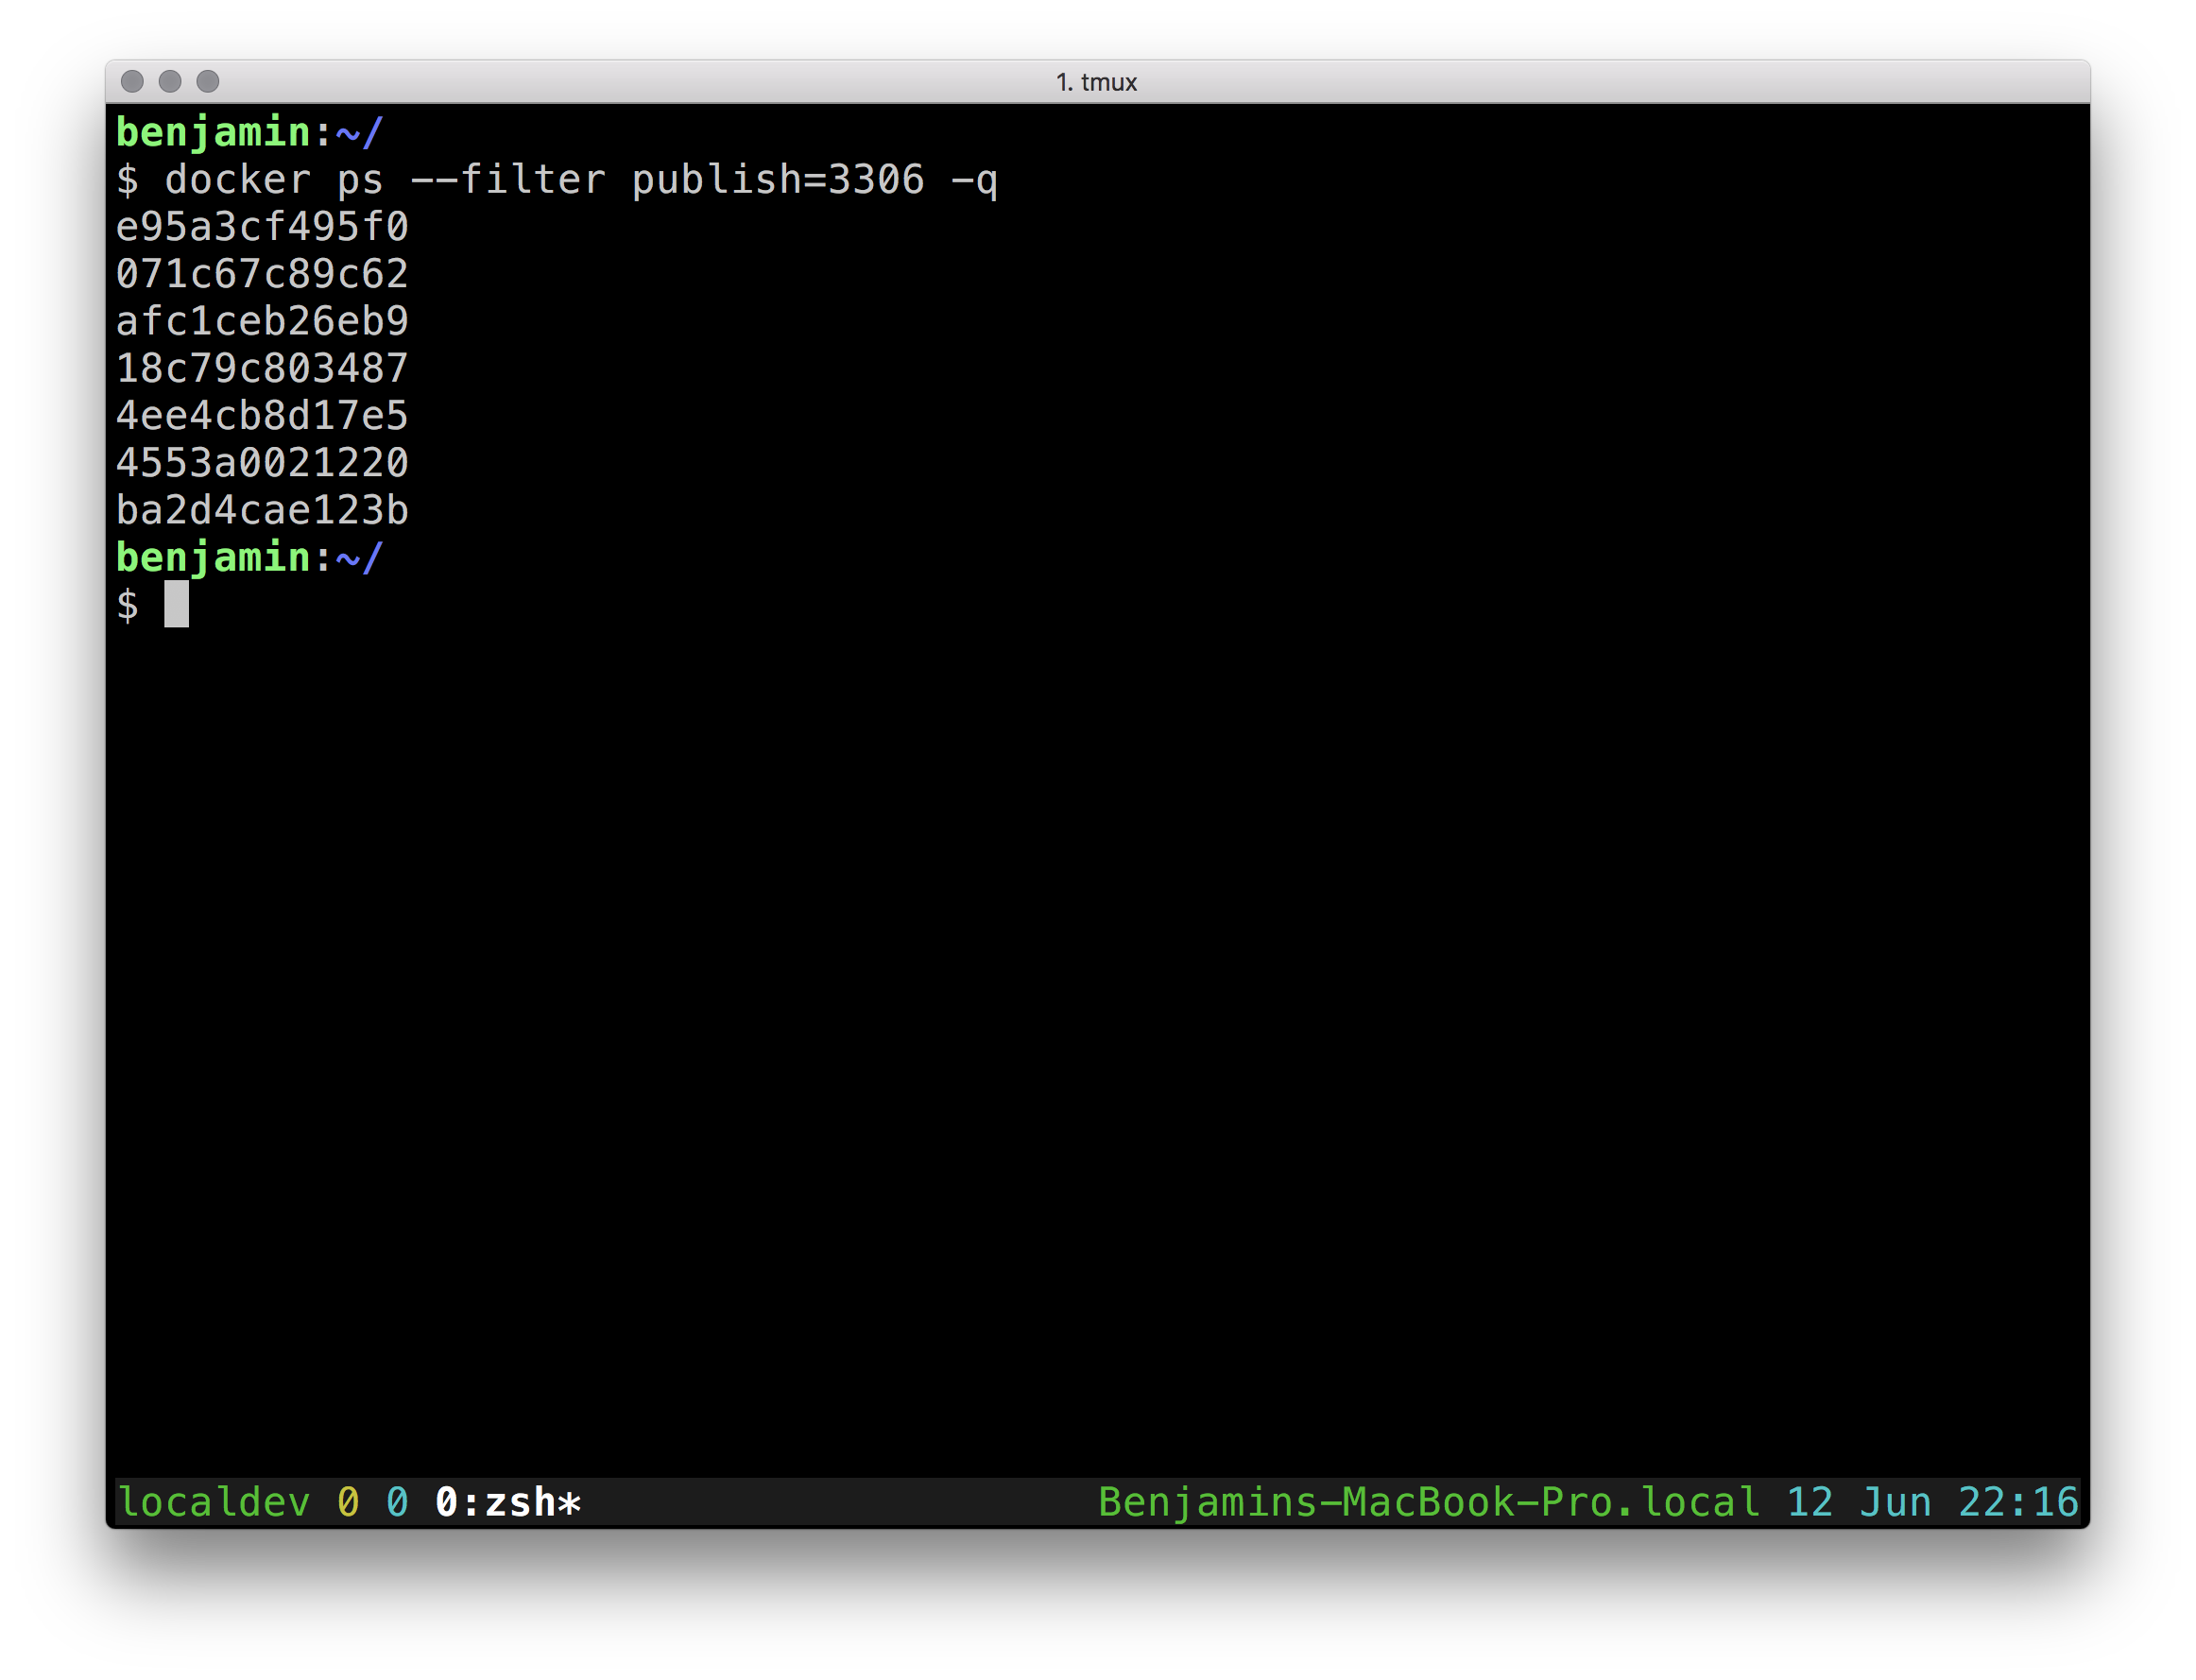 1. tmux
benjamin:~/
$ docker ps --filter publish=3306 -q
e95a3cf495f0
071c67c89c62
afc1ceb26eb9
18c79c803487
4ee4cb8d17e5
4553a0021220
ba2d4cae123b
benjamin:~/
$
localdev 0 0 0:zsh* Benjamins-MacBook-Pro.local 12 Jun 22:16